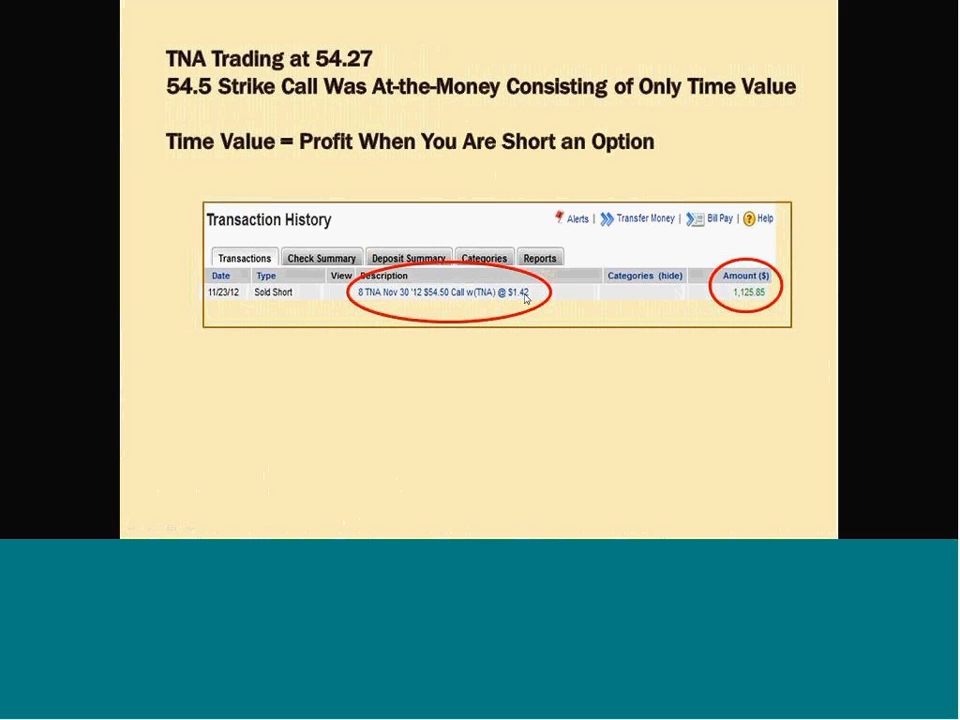 TNA Trading at 54.27
54.5 Strike Call Was At-the-Money Consisting of Only Time Value
Time Value = Profit When You Are Short an Option
Transaction History
Alerts | Transfer Money | Bill Pay | Help
Transactions Check Summary Deposit Summary Categories Reports
Date Type View Description Categories (hide) Amount ($)
11/23/12 Sold Short 8 TNA Nov 30 '12 $54.50 Call w(TNA) @ $1.42 1,125.85